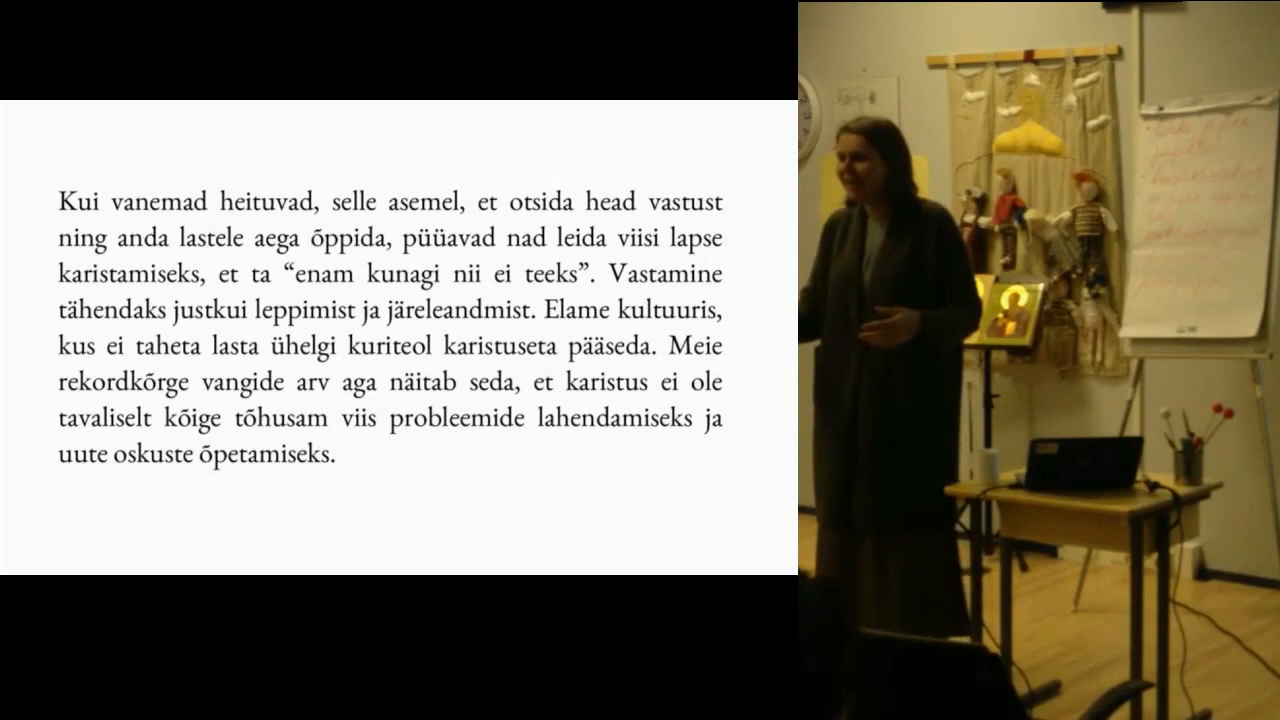 Kui vanemad heituvad, selle asemel, et otsida head vastust
ning anda lastele aega õppida, püüavad nad leida viisi lapse
karistamiseks, et ta “enam kunagi nii ei teeks”. Vastamine
tähendaks justkui leppimist ja järeleandmist. Elame kultuuris,
kus ei taheta lasta ühelgi kuriteol karistuseta pääseda. Meie
rekordkõrge vangide arv aga näitab seda, et karistus ei ole
tavaliselt kõige tõhusam viis probleemide lahendamiseks ja
uute oskuste õpetamiseks.